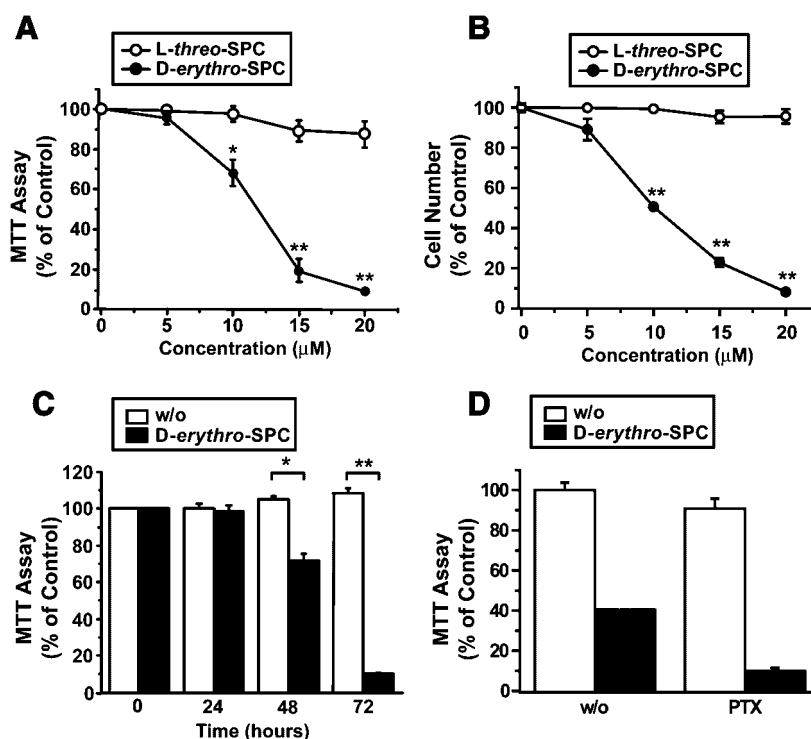 A
L-threo-SPC
D-erythro-SPC
MTT Assay
(% of Control)
100
80
60
40
20
0
*
**
**
0 5 10 15 20
Concentration (μM)
B
L-threo-SPC
D-erythro-SPC
Cell Number
(% of Control)
100
80
60
40
20
0
**
**
**
0 5 10 15 20
Concentration (μM)
C
w/o
D-erythro-SPC
MTT Assay
(% of Control)
120
100
80
60
40
20
0
*
**
0 24 48 72
Time (hours)
D
w/o
D-erythro-SPC
MTT Assay
(% of Control)
100
80
60
40
20
0
w/o PTX